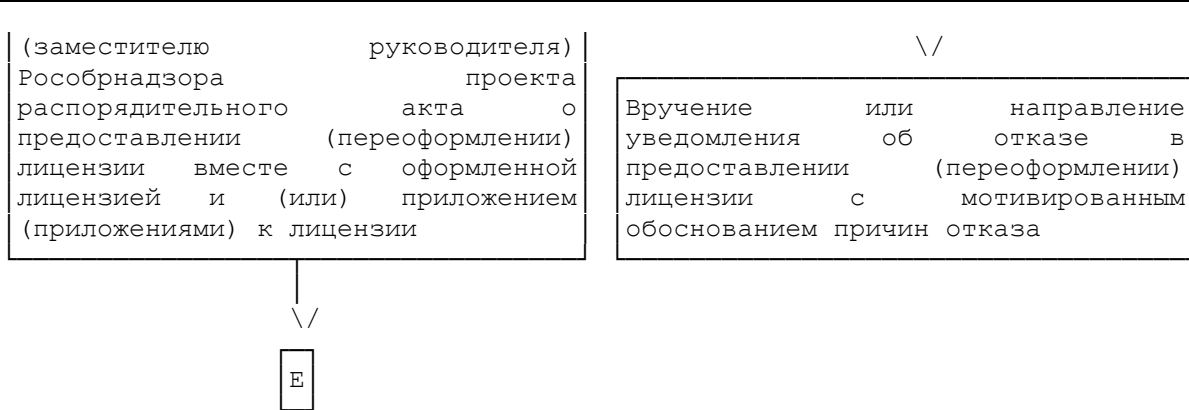 (заместителю руководителя)
Рособрнадзора проекта
распорядительного акта о
предоставлении (переоформлении)
лицензии вместе с оформленной
лицензией и (или) приложением
(приложениями) к лицензии
\/
Вручение или направление
уведомления об отказе в
предоставлении (переоформлении)
лицензии с мотивированным
обоснованием причин отказа
\/
Е